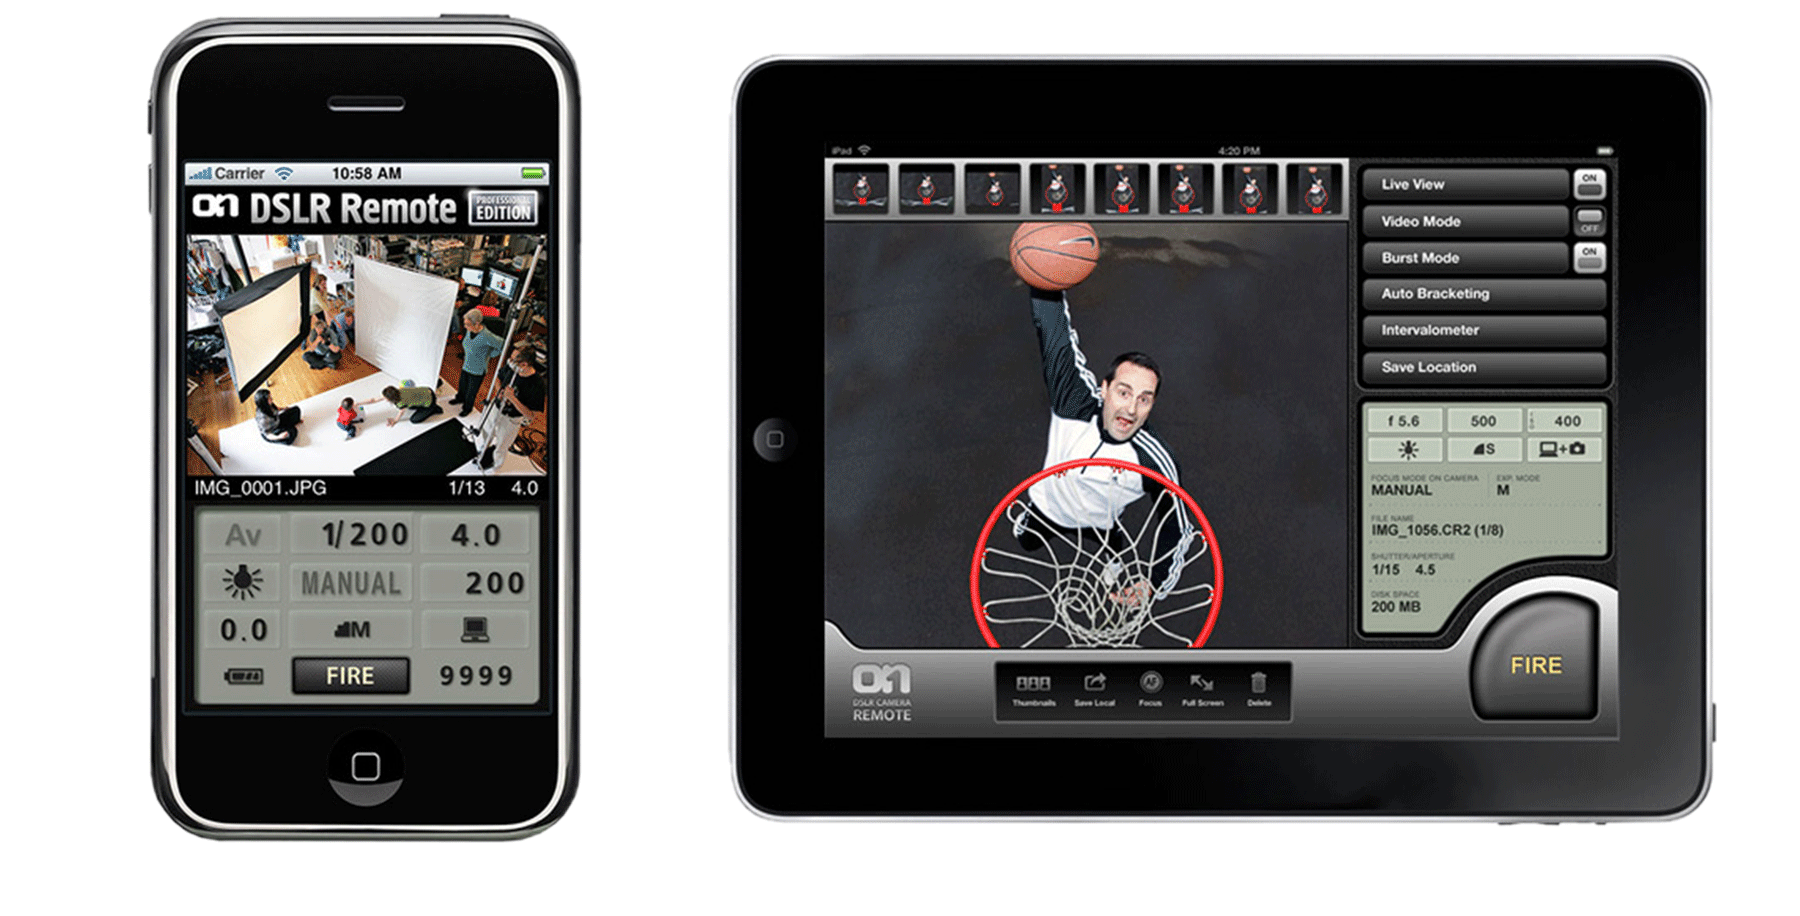 Carrier 10:58 AM
on DSLR Remote PROFESSIONAL EDITION
IMG_0001.JPG 1/13 4.0
Av 1/200 4.0
MANUAL 200
0.0 M
FIRE 9999
iPad 4:20 PM
Live View ON
Video Mode OFF
Burst Mode ON
Auto Bracketing
Intervalometer
Save Location
f 5.6 500 ISO 400
S +
FOCUS MODE ON CAMERA EXP. MODE
MANUAL M
FILE NAME
IMG_1056.CR2 (1/8)
SHUTTER/APERTURE
1/15 4.5
DISK SPACE
200 MB
FIRE
on
DSLR CAMERA
REMOTE
AF
Thumbnails Save Local Focus Full Screen Delete